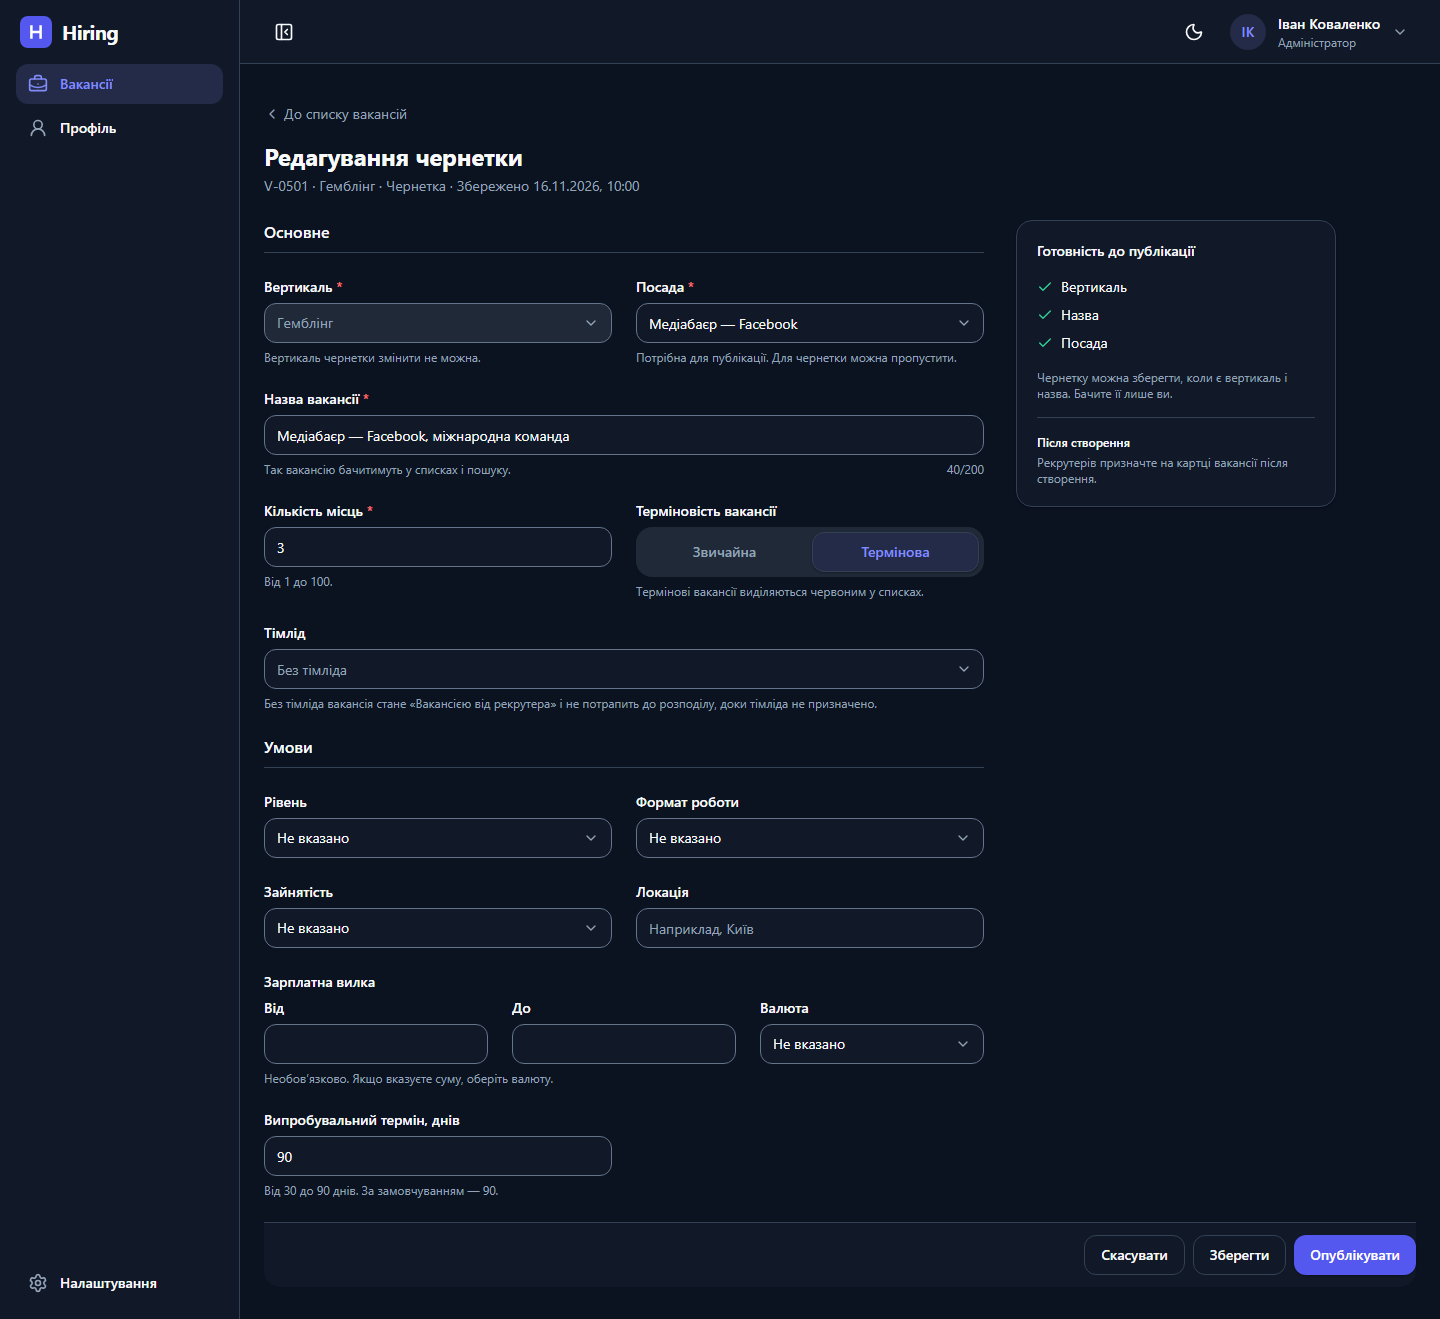 H Hiring
Вакансії
Профіль
Налаштування
ІК
Іван Коваленко
Адміністратор
До списку вакансій
Редагування чернетки
V-0501 · Гемблінг · Чернетка · Збережено 16.11.2026, 10:00
Основне
Вертикаль *
Гемблінг
Вертикаль чернетки змінити не можна.
Посада *
Медіабаєр — Facebook
Потрібна для публікації. Для чернетки можна пропустити.
Назва вакансії *
Медіабаєр — Facebook, міжнародна команда
Так вакансію бачитимуть у списках і пошуку.
40/200
Кількість місць *
3
Від 1 до 100.
Терміновість вакансії
Звичайна
Термінова
Термінові вакансії виділяються червоним у списках.
Тімлід
Без тімліда
Без тімліда вакансія стане «Вакансією від рекрутера» і не потрапить до розподілу, доки тімліда не призначено.
Умови
Рівень
Не вказано
Формат роботи
Не вказано
Зайнятість
Не вказано
Локація
Наприклад, Київ
Зарплатна вилка
Від
До
Валюта
Не вказано
Необов'язково. Якщо вказуєте суму, оберіть валюту.
Випробувальний термін, днів
90
Від 30 до 90 днів. За замовчуванням — 90.
Готовність до публікації
Вертикаль
Назва
Посада
Чернетку можна зберегти, коли є вертикаль і
назва. Бачите її лише ви.
Після створення
Рекрутерів призначте на картці вакансії після
створення.
Скасувати
Зберегти
Опублікувати